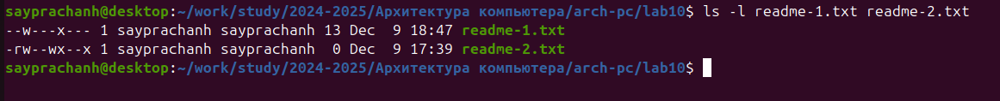 sayprachanh@desktop:~/work/study/2024-2025/Архитектура компьютера/arch-pc/lab10$ ls -l readme-1.txt readme-2.txt
--w---x--- 1 sayprachanh sayprachanh 13 Dec  9 18:47 readme-1.txt
-rw--wx--x 1 sayprachanh sayprachanh  0 Dec  9 17:39 readme-2.txt
sayprachanh@desktop:~/work/study/2024-2025/Архитектура компьютера/arch-pc/lab10$